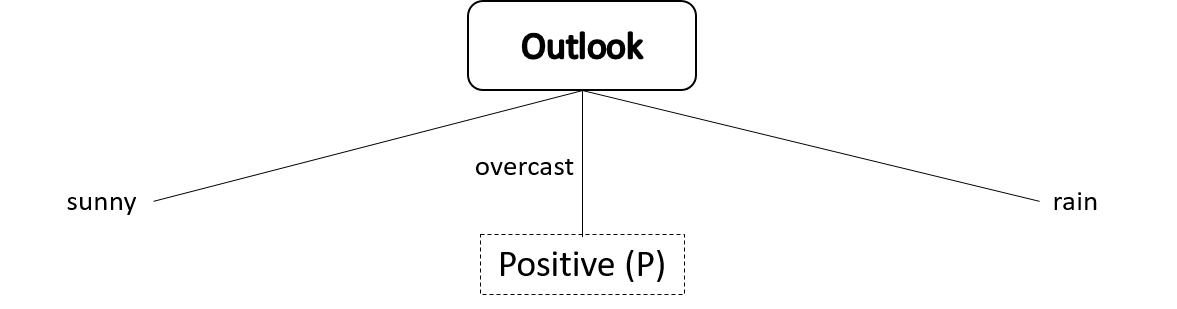 Outlook
overcast
sunny
rain
Positive (P)